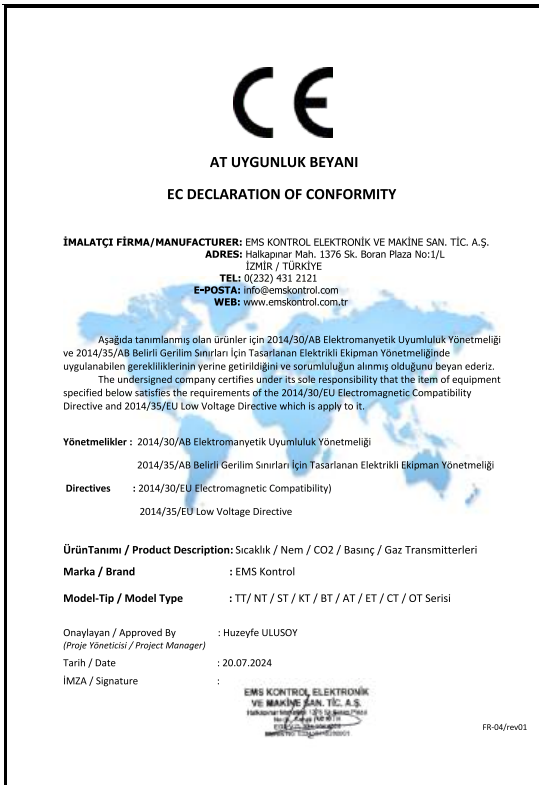 CE
AT UYGUNLUK BEYANI
EC DECLARATION OF CONFORMITY
İMALATÇI FİRMA/MANUFACTURER: EMS KONTROL ELEKTRONİK VE MAKİNE SAN. TİC. A.Ş.
ADRES: Halkapınar Mah. 1376 Sk. Boran Plaza No:1/L
İZMİR / TÜRKİYE
TEL: 0(232) 431 2121
E-POSTA: info@emskontrol.com
WEB: www.emskontrol.com.tr
Aşağıda tanımlanmış olan ürünler için 2014/30/AB Elektromanyetik Uyumluluk Yönetmeliği
ve 2014/35/AB Belirli Gerilim Sınırları İçin Tasarlanan Elektrikli Ekipman Yönetmeliğinde
uygulanabilen gerekliliklerinin yerine getirildiğini ve sorumluluğun alınmış olduğunu beyan ederiz.
The undersigned company certifies under its sole responsibility that the item of equipment
specified below satisfies the requirements of the 2014/30/EU Electromagnetic Compatibility
Directive and 2014/35/EU Low Voltage Directive which is apply to it.
Yönetmelikler : 2014/30/AB Elektromanyetik Uyumluluk Yönetmeliği
2014/35/AB Belirli Gerilim Sınırları İçin Tasarlanan Elektrikli Ekipman Yönetmeliği
Directives : 2014/30/EU Electromagnetic Compatibility)
2014/35/EU Low Voltage Directive
ÜrünTanımı / Product Description: Sıcaklık / Nem / CO2 / Basınç / Gaz Transmitterleri
Marka / Brand : EMS Kontrol
Model-Tip / Model Type : TT/ NT / ST / KT / BT / AT / ET / CT / OT Serisi
Onaylayan / Approved By : Huzeyfe ULUSOY
(Proje Yöneticisi / Project Manager)
Tarih / Date : 20.07.2024
İMZA / Signature :
EMS KONTROL ELEKTRONİK
VE MAKİNE SAN. TİC. A.Ş.
FR-04/rev01